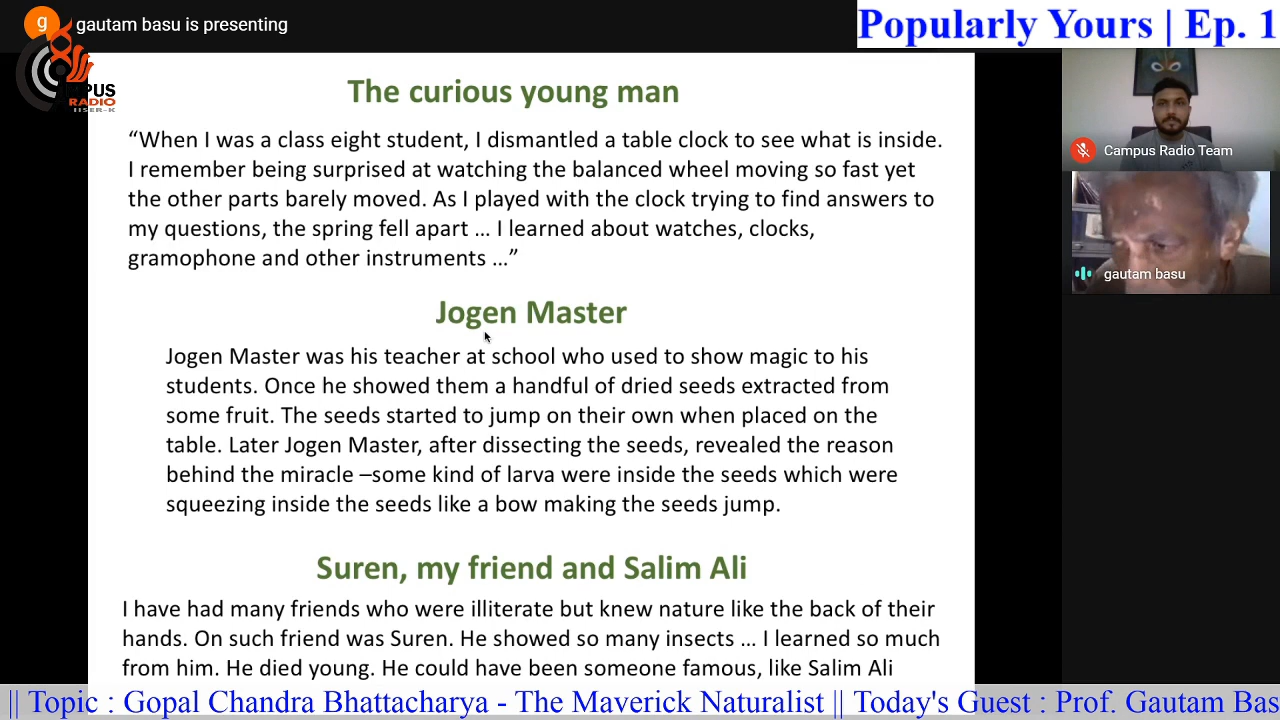 g
gautam basu is presenting
Popularly Yours | Ep. 1
MPUS
RADIO
IISER-K
The curious young man
“When I was a class eight student, I dismantled a table clock to see what is inside.
I remember being surprised at watching the balanced wheel moving so fast yet
the other parts barely moved. As I played with the clock trying to find answers to
my questions, the spring fell apart … I learned about watches, clocks,
gramophone and other instruments …”
Jogen Master
Jogen Master was his teacher at school who used to show magic to his
students. Once he showed them a handful of dried seeds extracted from
some fruit. The seeds started to jump on their own when placed on the
table. Later Jogen Master, after dissecting the seeds, revealed the reason
behind the miracle –some kind of larva were inside the seeds which were
squeezing inside the seeds like a bow making the seeds jump.
Suren, my friend and Salim Ali
I have had many friends who were illiterate but knew nature like the back of their
hands. On such friend was Suren. He showed so many insects … I learned so much
from him. He died young. He could have been someone famous, like Salim Ali
Campus Radio Team
gautam basu
|| Topic : Gopal Chandra Bhattacharya - The Maverick Naturalist || Today's Guest : Prof. Gautam Bas